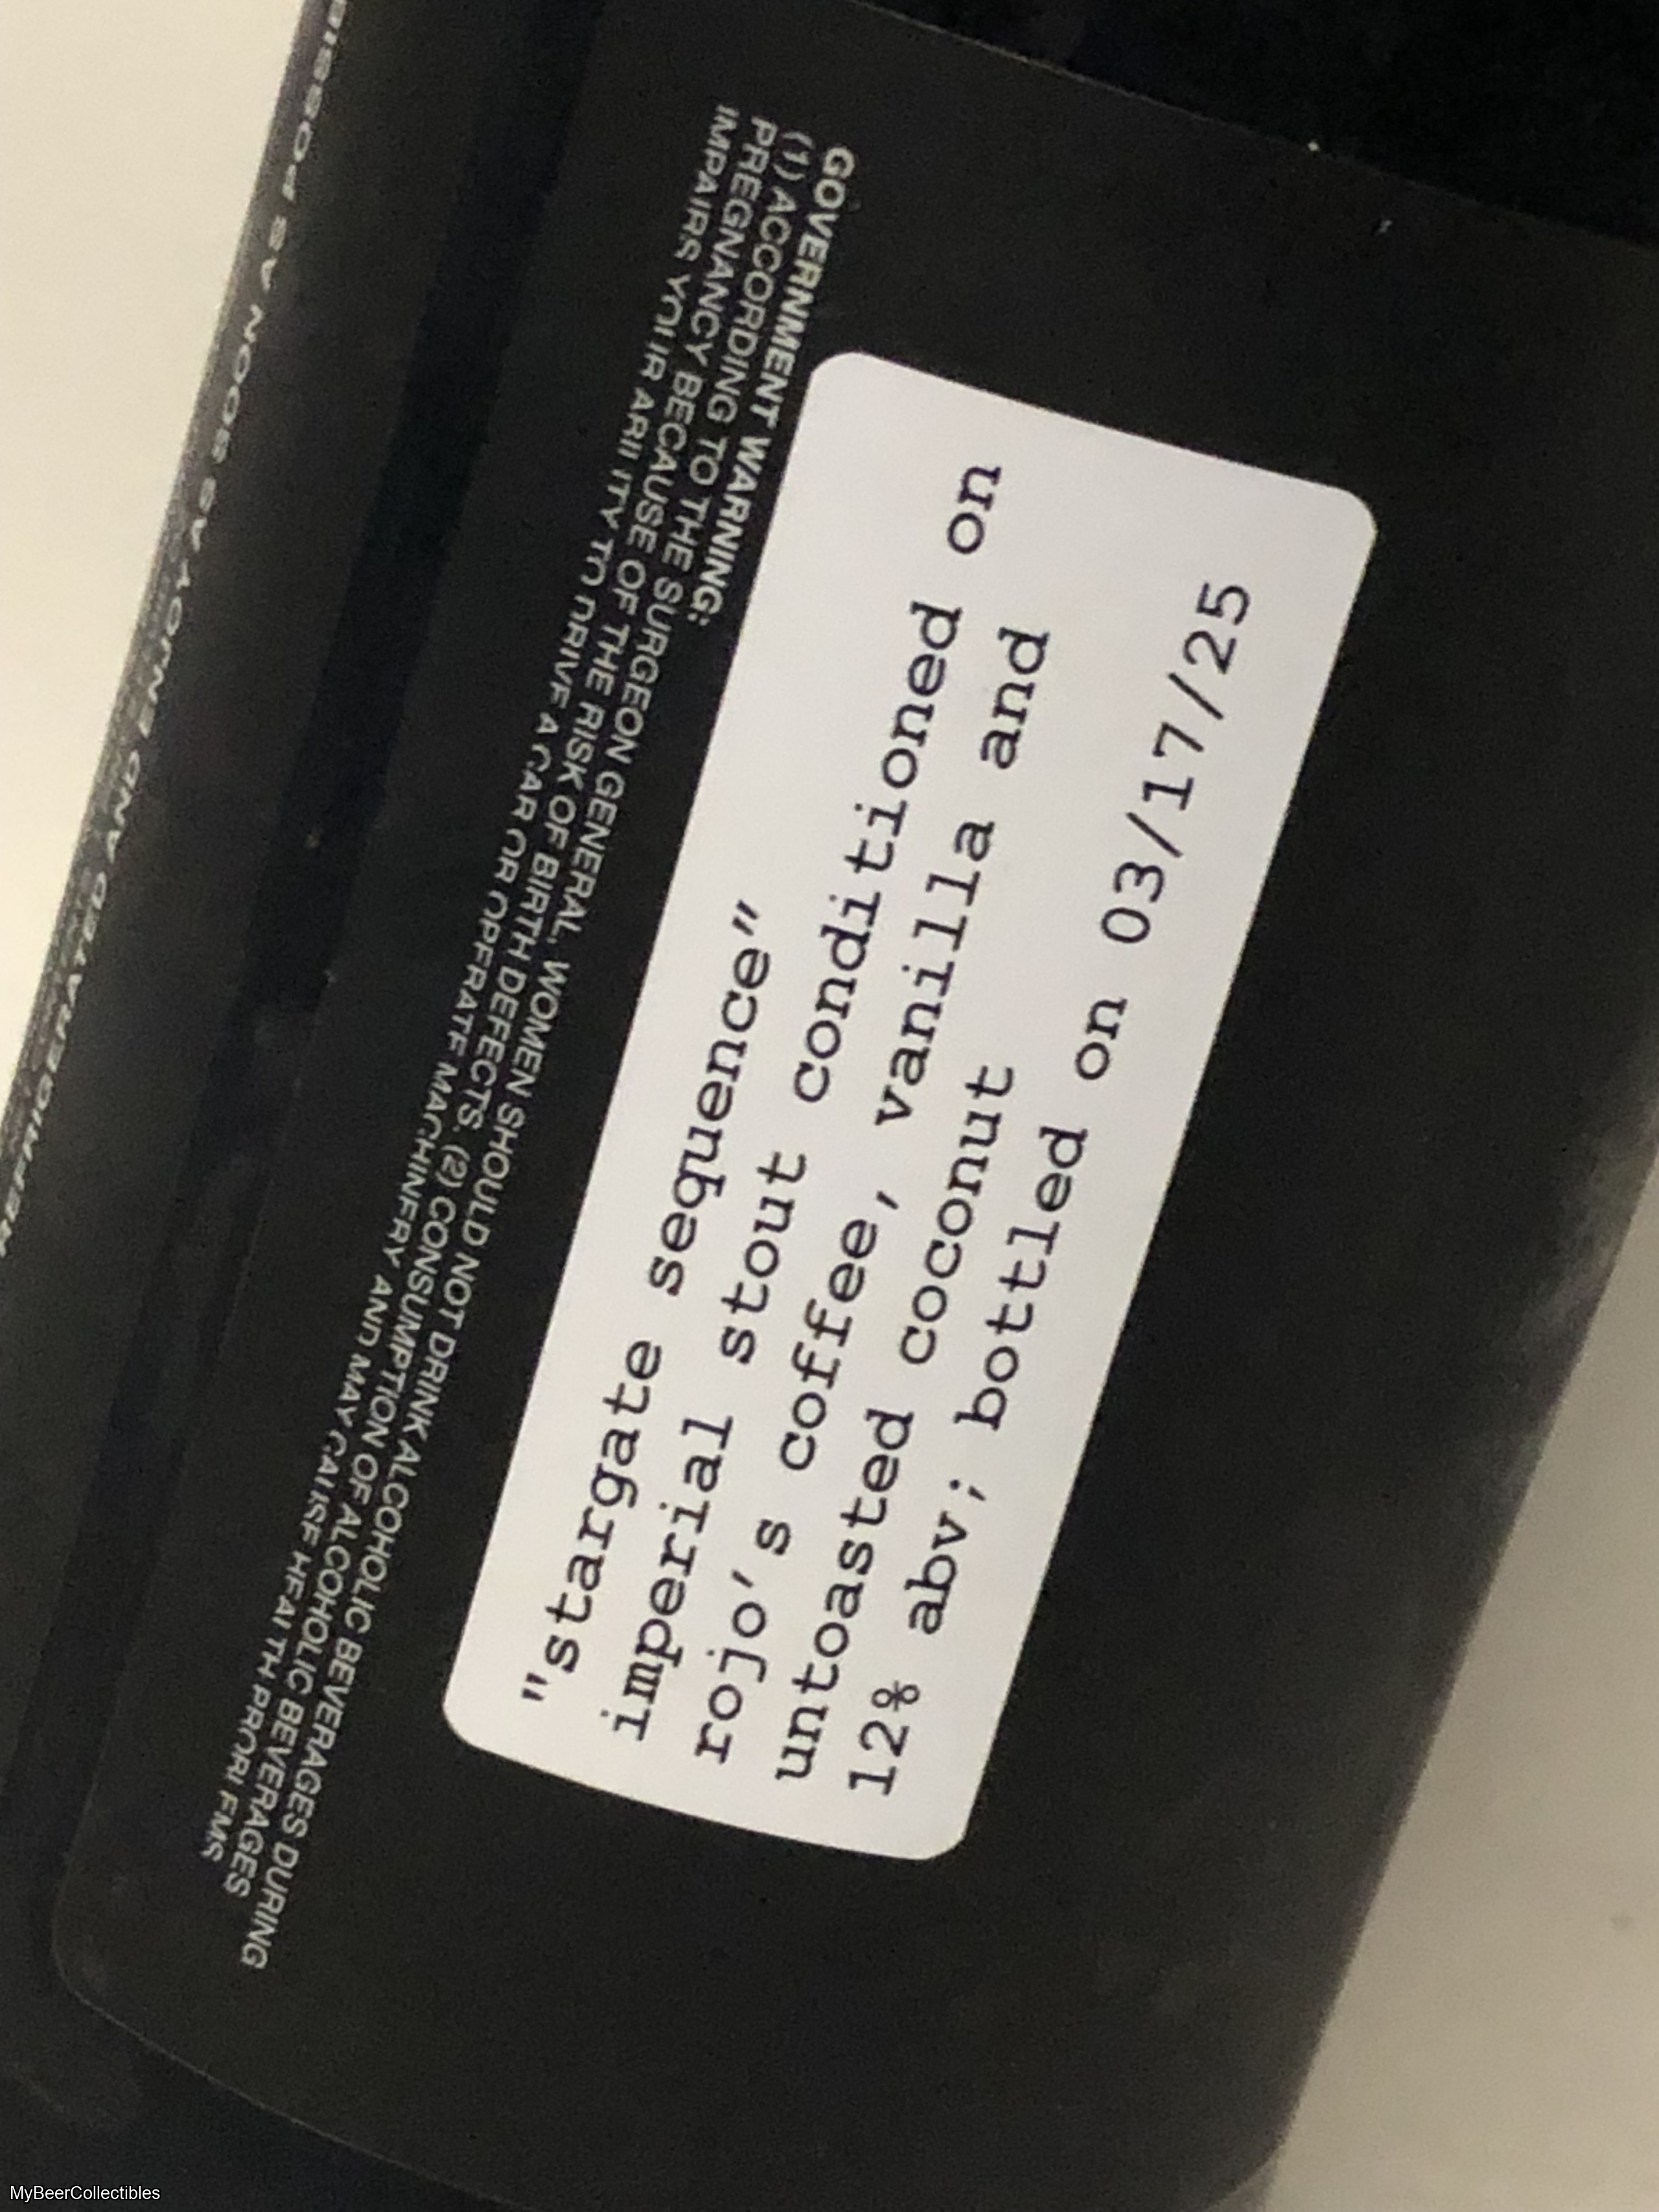 "stargate sequence"
imperial stout conditioned on
rojo's coffee, vanilla and
untoasted coconut
12% abv; bottled on 03/17/25
GOVERNMENT WARNING:
(1) ACCORDING TO THE SURGEON GENERAL, WOMEN SHOULD NOT DRINK ALCOHOLIC BEVERAGES DURING
PREGNANCY BECAUSE OF THE RISK OF BIRTH DEFECTS. (2) CONSUMPTION OF ALCOHOLIC BEVERAGES
IMPAIRS YOUR ABILITY TO DRIVE A CAR OR OPERATE MACHINERY AND MAY CAUSE HEALTH PROBLEMS
REFRIGERATED AND ENJOY AS SOON AS POSSIB
MyBeerCollectibles